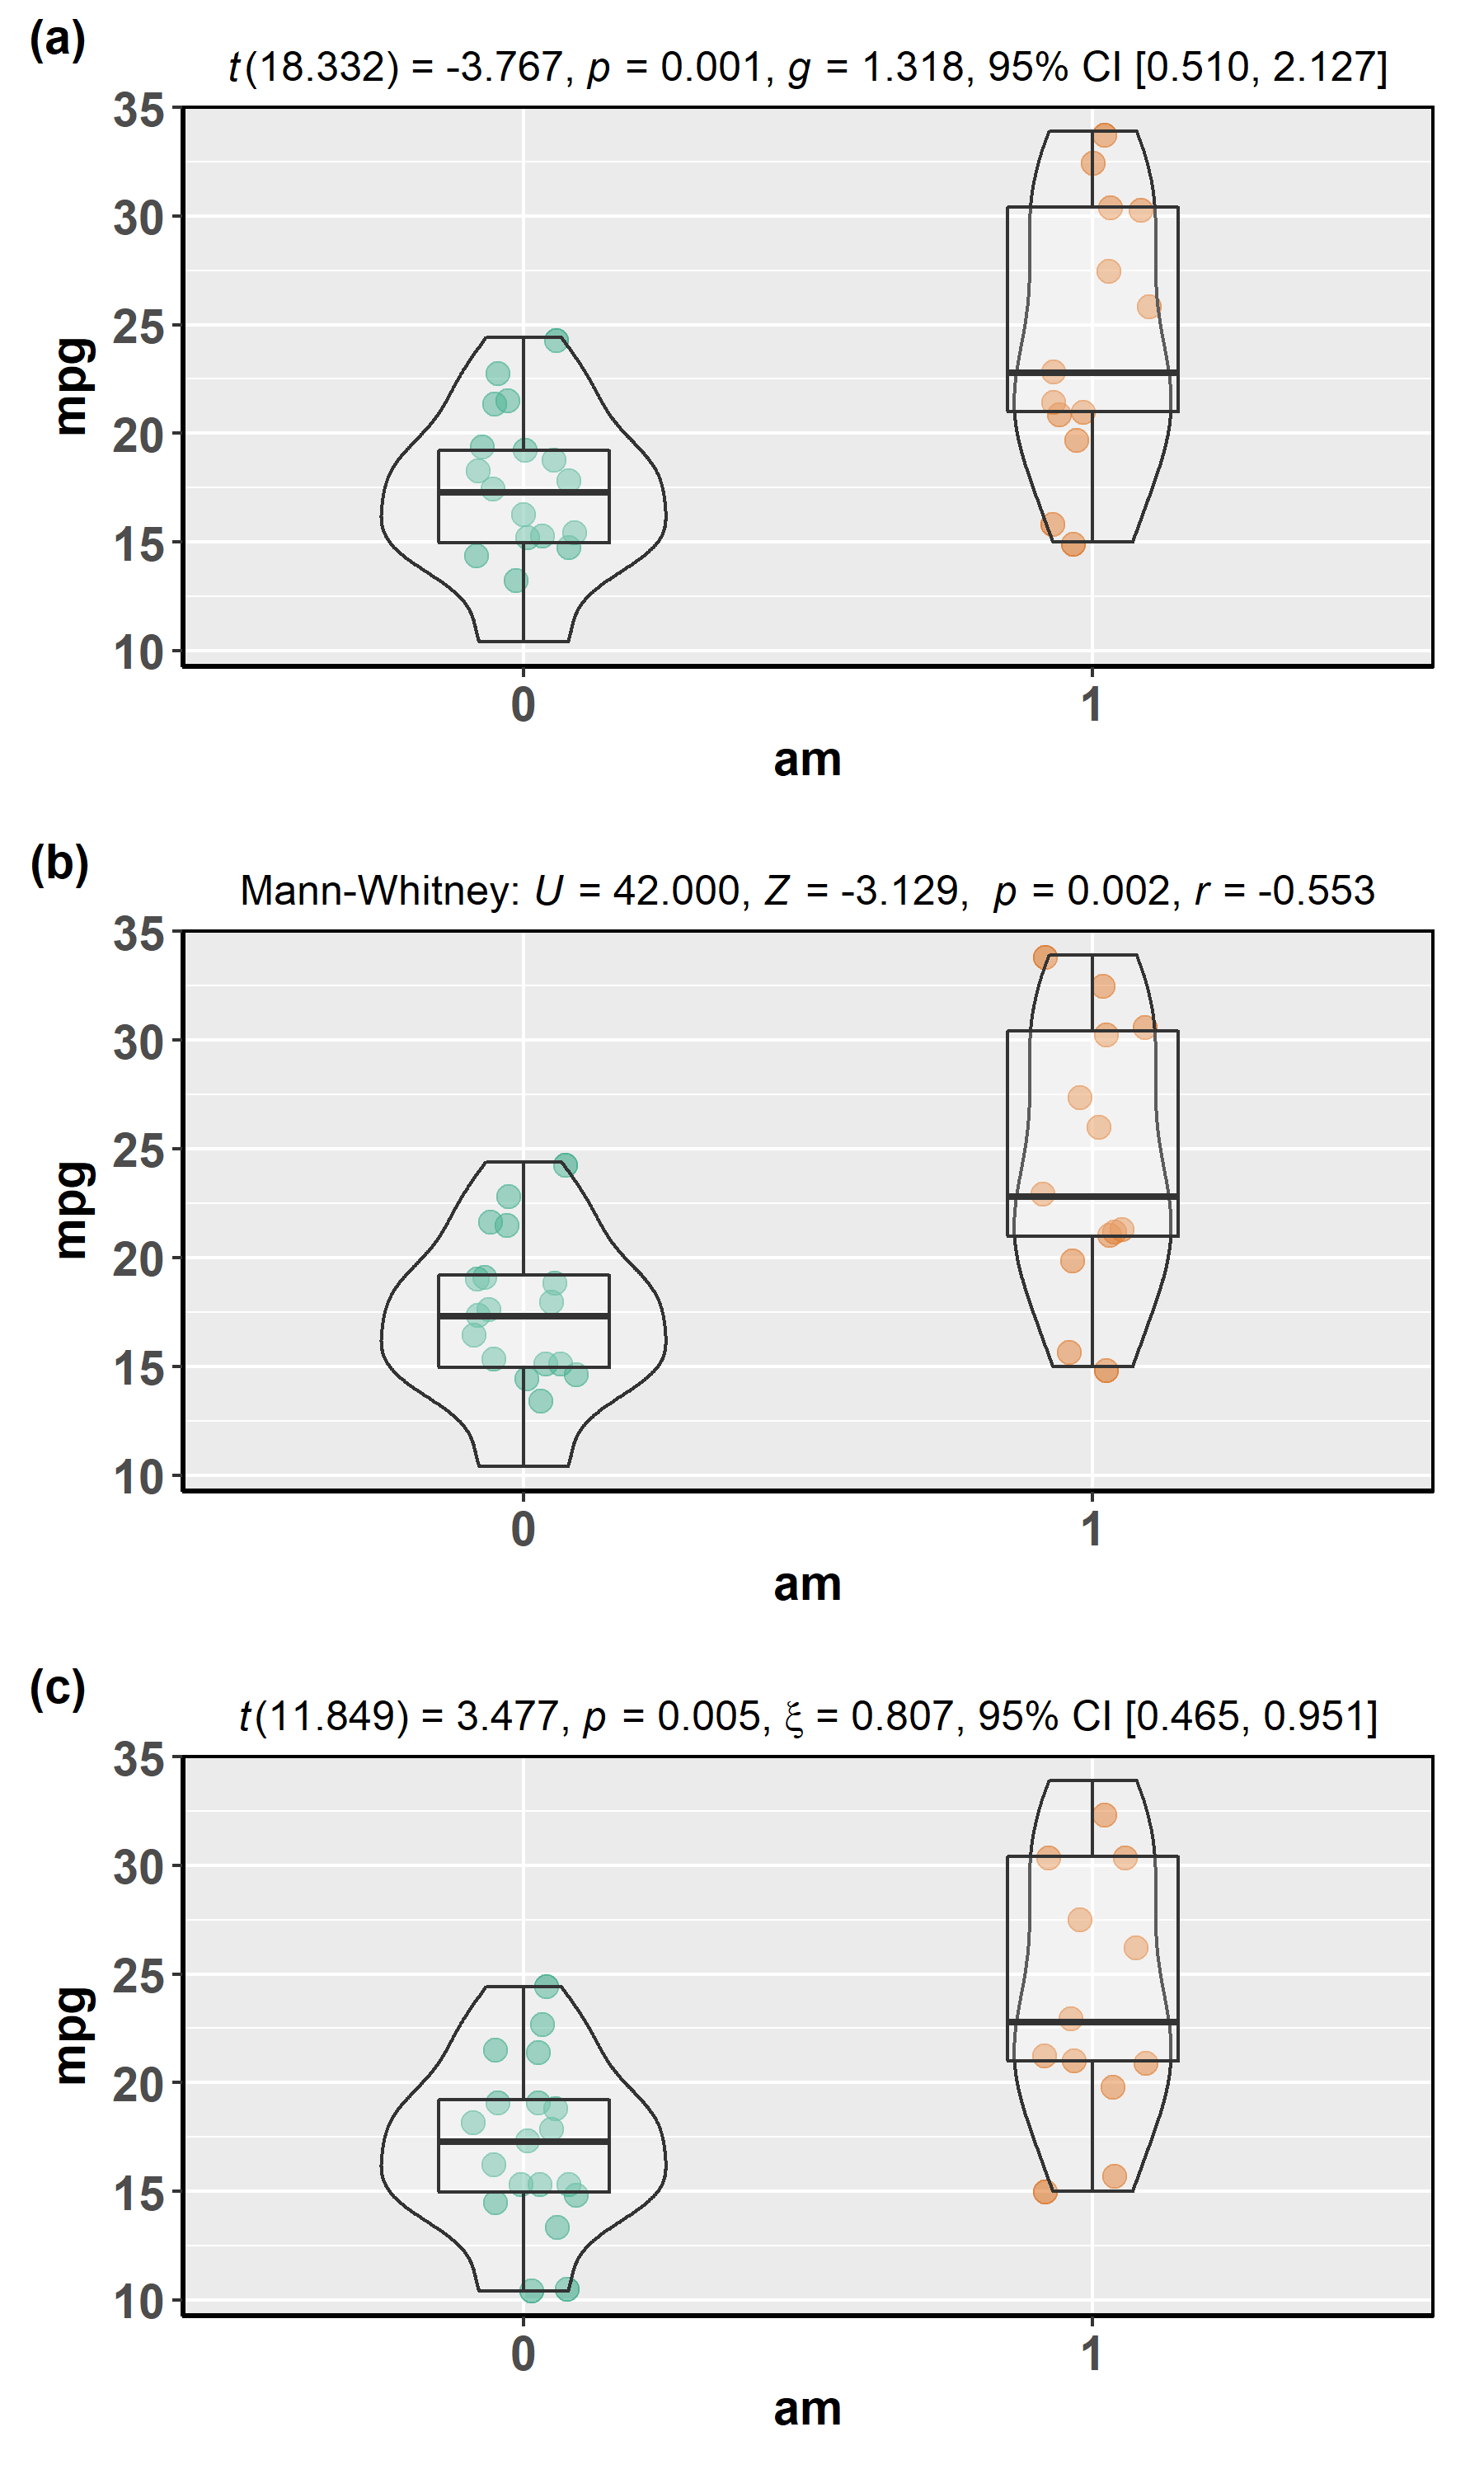 (a)
t(18.332) = -3.767, p = 0.001, g = 1.318, 95% CI [0.510, 2.127]
35
30
25
20
15
10
mpg
0 1
am
(b)
Mann-Whitney: U = 42.000, Z = -3.129, p = 0.002, r = -0.553
35
30
25
20
15
10
mpg
0 1
am
(c)
t(11.849) = 3.477, p = 0.005, ξ = 0.807, 95% CI [0.465, 0.951]
35
30
25
20
15
10
mpg
0 1
am